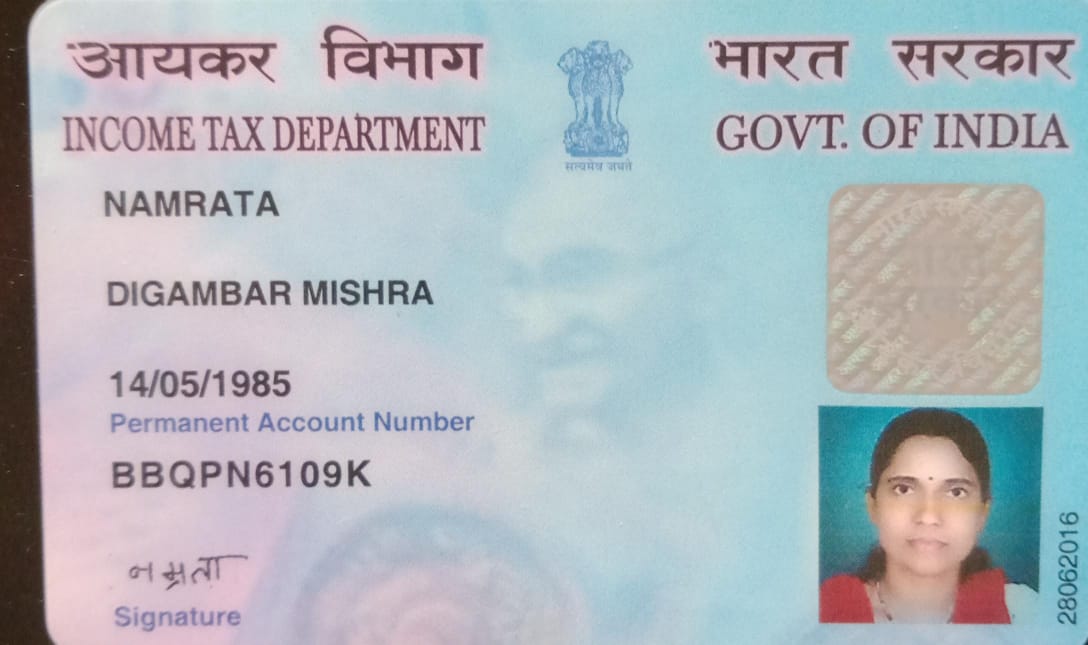 आयकर विभाग
INCOME TAX DEPARTMENT
सत्यमेव जयते
भारत सरकार
GOVT. OF INDIA
NAMRATA
DIGAMBAR MISHRA
14/05/1985
Permanent Account Number
BBQPN6109K
नम्रता
Signature
28062016